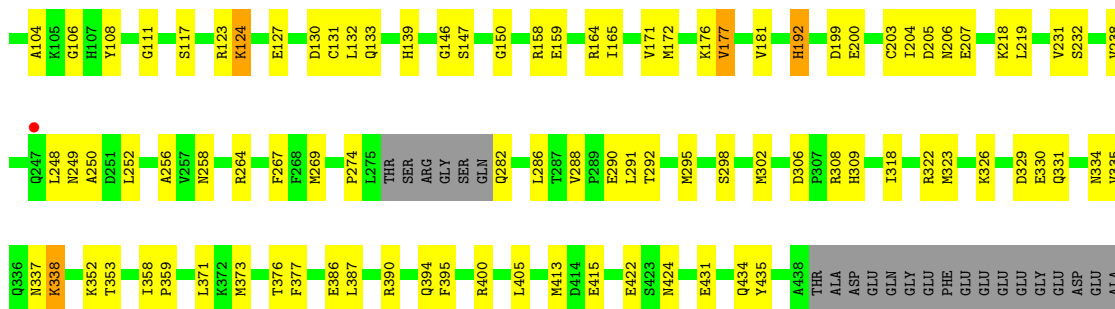 A104 K105 G106 H107 Y108 G111 S117 R123 K124 E127 D130 C131 L132 Q133 H139 G146 S147 G150 R158 E159 R164 I165 V171 M172 K176 V177 V181 H192 D199 E200 C203 I204 D205 N206 E207 K218 L219 V231 S232
Q247 L248 N249 A250 D251 L252 A256 V257 N258 R264 F267 F268 M269 P274 L275 THR SER ARG GLY SER GLN Q282 L286 T287 V288 P289 E290 L291 T292 M295 S298 M302 D306 P307 R308 H309 I318 R322 M323 K326 D329 E330 Q331 N334 V335
Q336 N337 K338 K352 T353 I358 P359 L371 K372 M373 T376 F377 E386 L387 R390 Q394 F395 R400 L405 M413 D414 E415 E422 S423 N424 E431 Q434 Y435 A438 THR ALA ASP GLU GLN GLY GLU PHE GLU GLU GLU GLU GLY GLU ASP GLU ALA